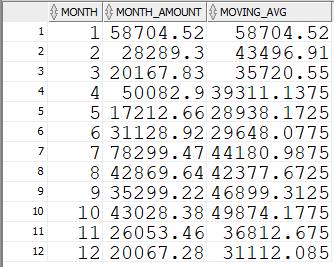 MONTH MONTH_AMOUNT MOVING_AVG
1 1 58704.52 58704.52
2 2 28289.3 43496.91
3 3 20167.83 35720.55
4 4 50082.9 39311.1375
5 5 17212.66 28938.1725
6 6 31128.92 29648.0775
7 7 78299.47 44180.9875
8 8 42869.64 42377.6725
9 9 35299.22 46899.3125
10 10 43028.38 49874.1775
11 11 26053.46 36812.675
12 12 20067.28 31112.085